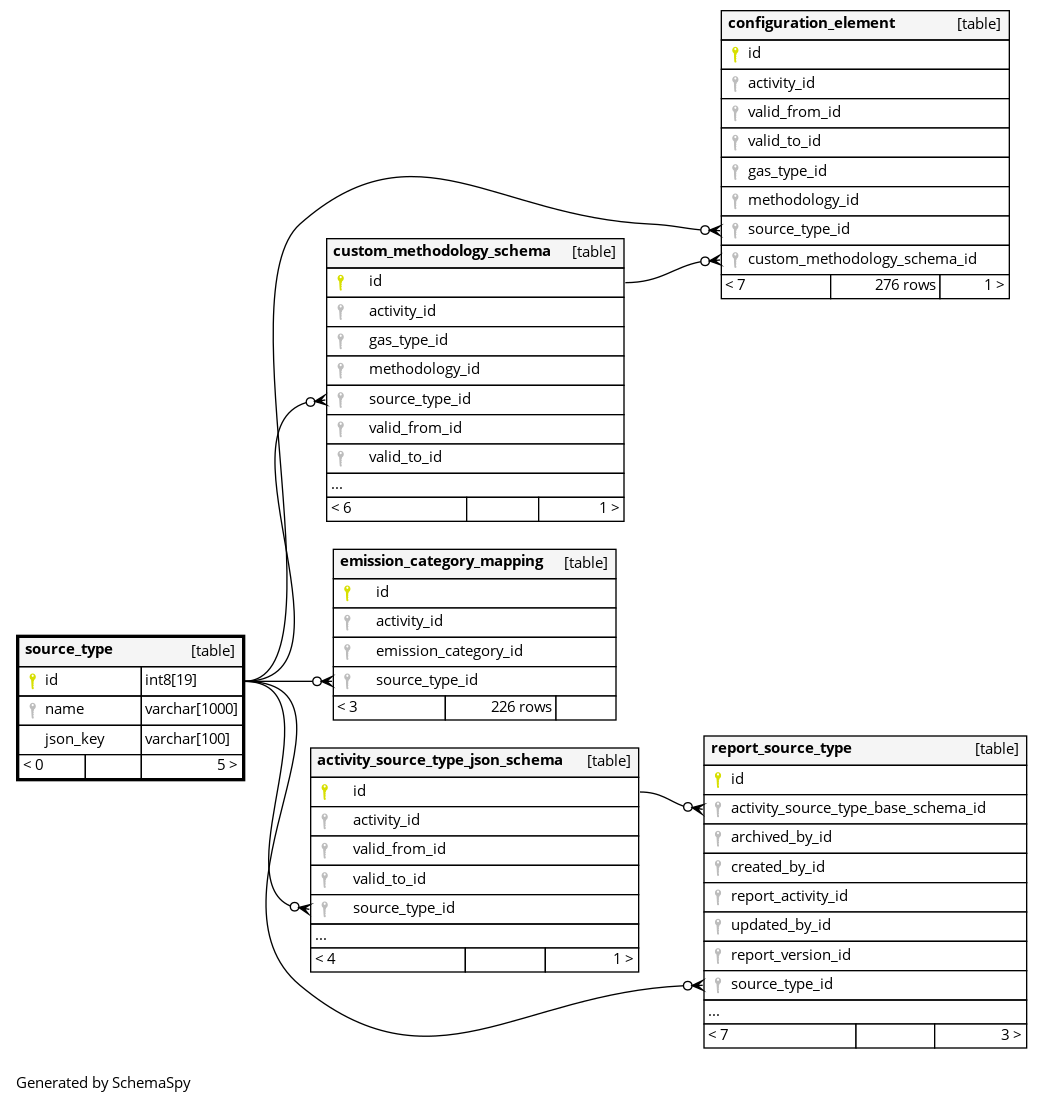 configuration_element [table]
id
activity_id
valid_from_id
valid_to_id
gas_type_id
methodology_id
source_type_id
custom_methodology_schema_id
< 7 276 rows 1 >
custom_methodology_schema [table]
id
activity_id
gas_type_id
methodology_id
source_type_id
valid_from_id
valid_to_id
...
< 6 1 >
emission_category_mapping [table]
id
activity_id
emission_category_id
source_type_id
< 3 226 rows
source_type [table]
id int8[19]
name varchar[1000]
json_key varchar[100]
< 0 5 >
activity_source_type_json_schema [table]
id
activity_id
valid_from_id
valid_to_id
source_type_id
...
< 4 1 >
report_source_type [table]
id
activity_source_type_base_schema_id
archived_by_id
created_by_id
report_activity_id
updated_by_id
report_version_id
source_type_id
...
< 7 3 >
Generated by SchemaSpy